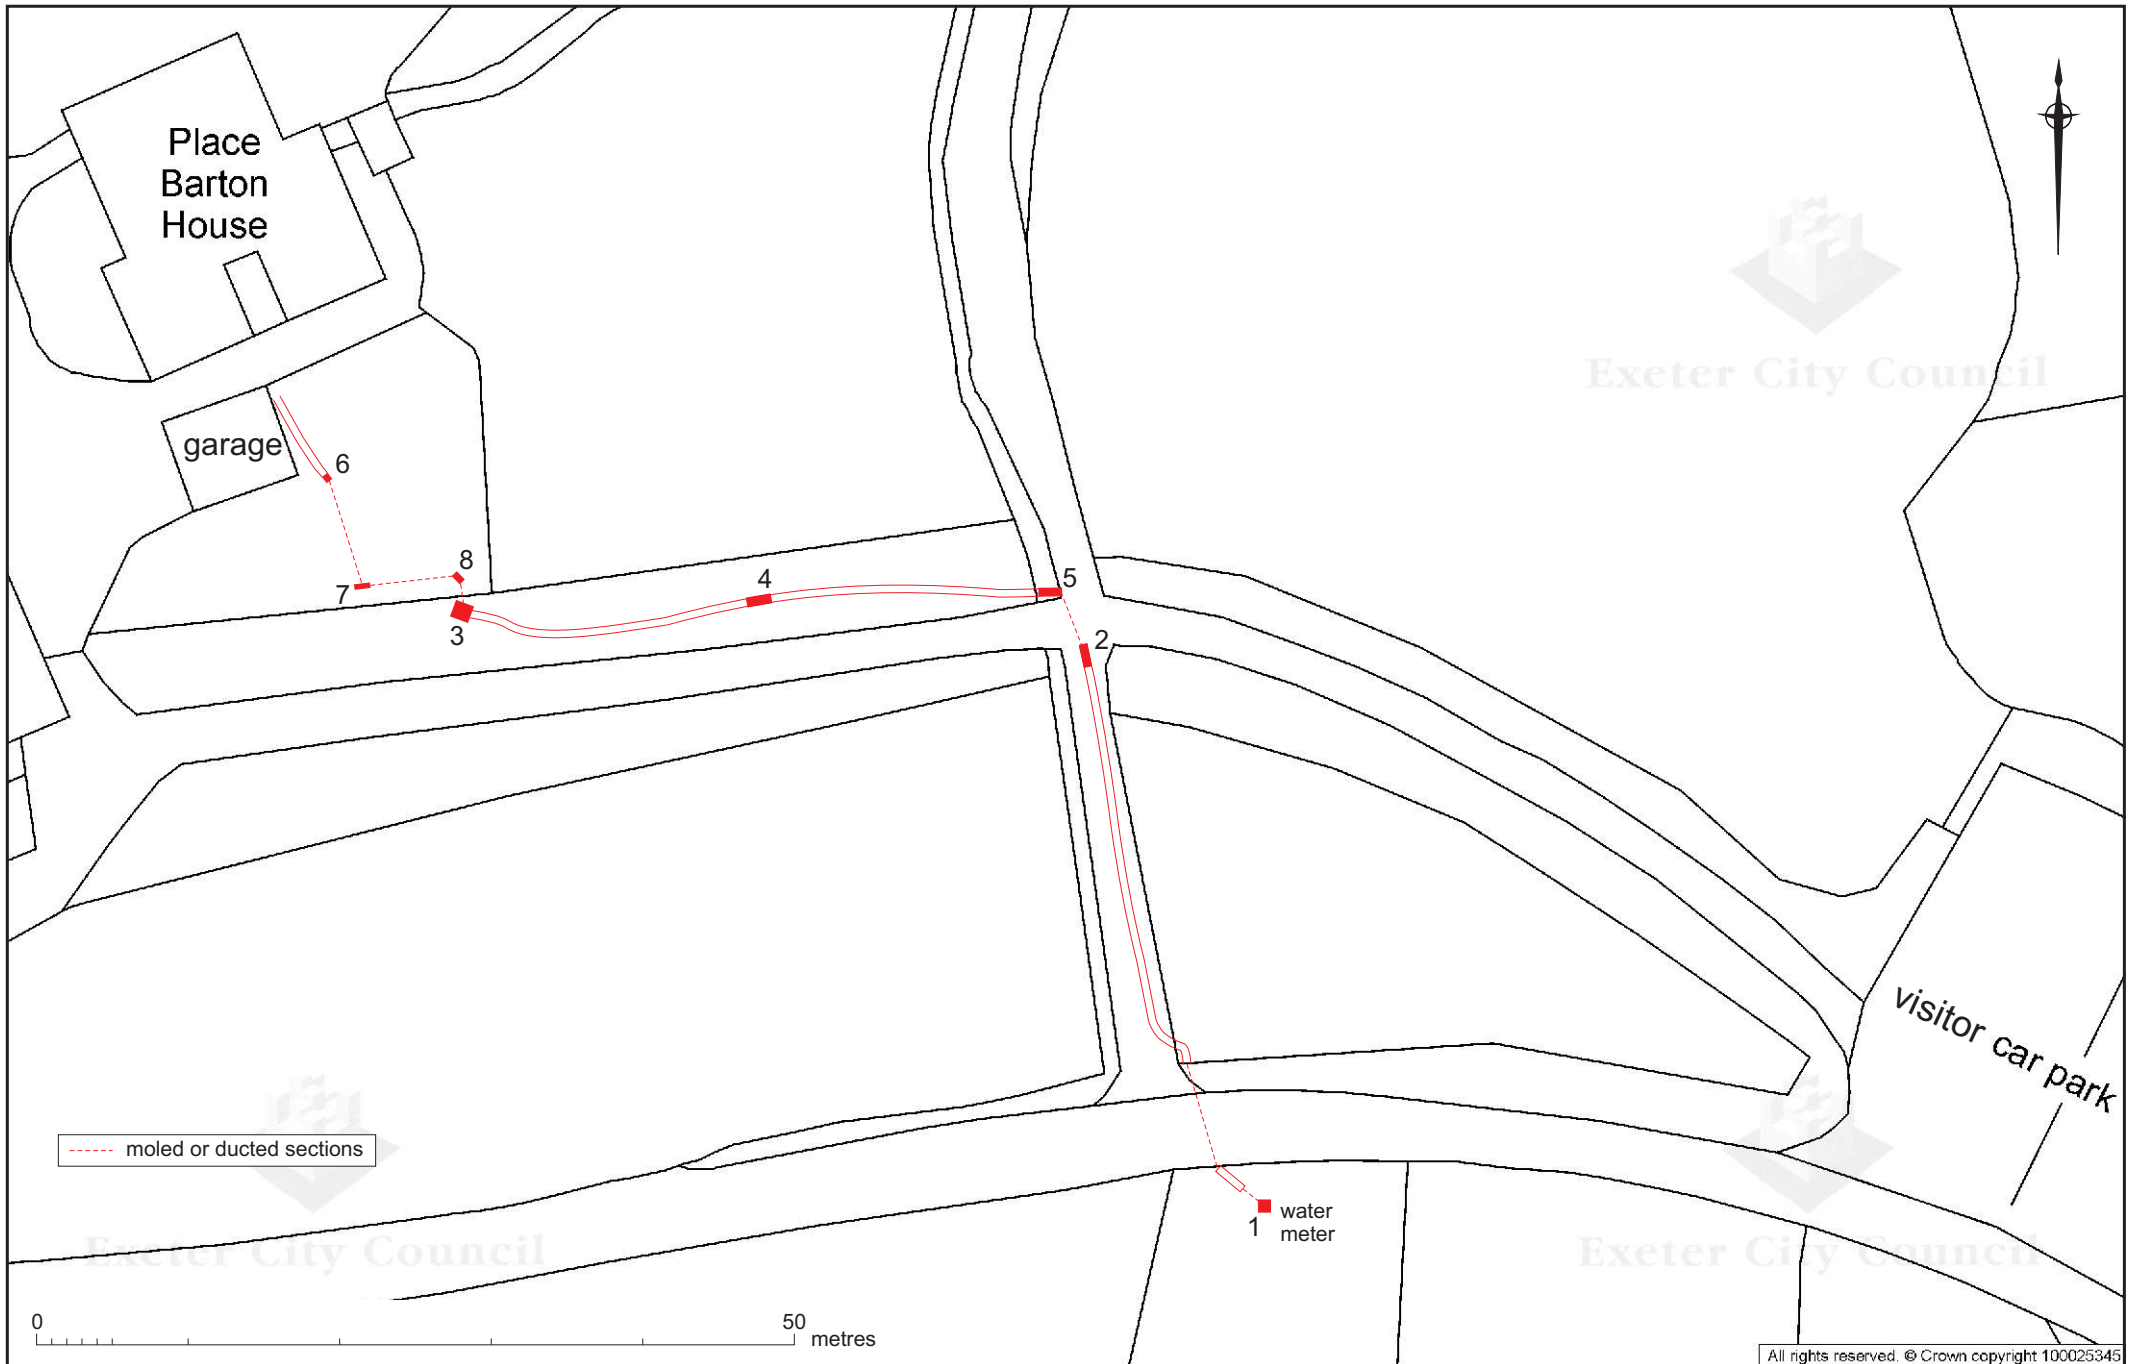 Place
Barton
House
Exeter City Council
garage
6
8
7
3
4
5
2
visitor car park
moled or ducted sections
1
water
meter
Exeter City Council
Exeter City Council
0
50
metres
All rights reserved. © Crown copyright 100025345